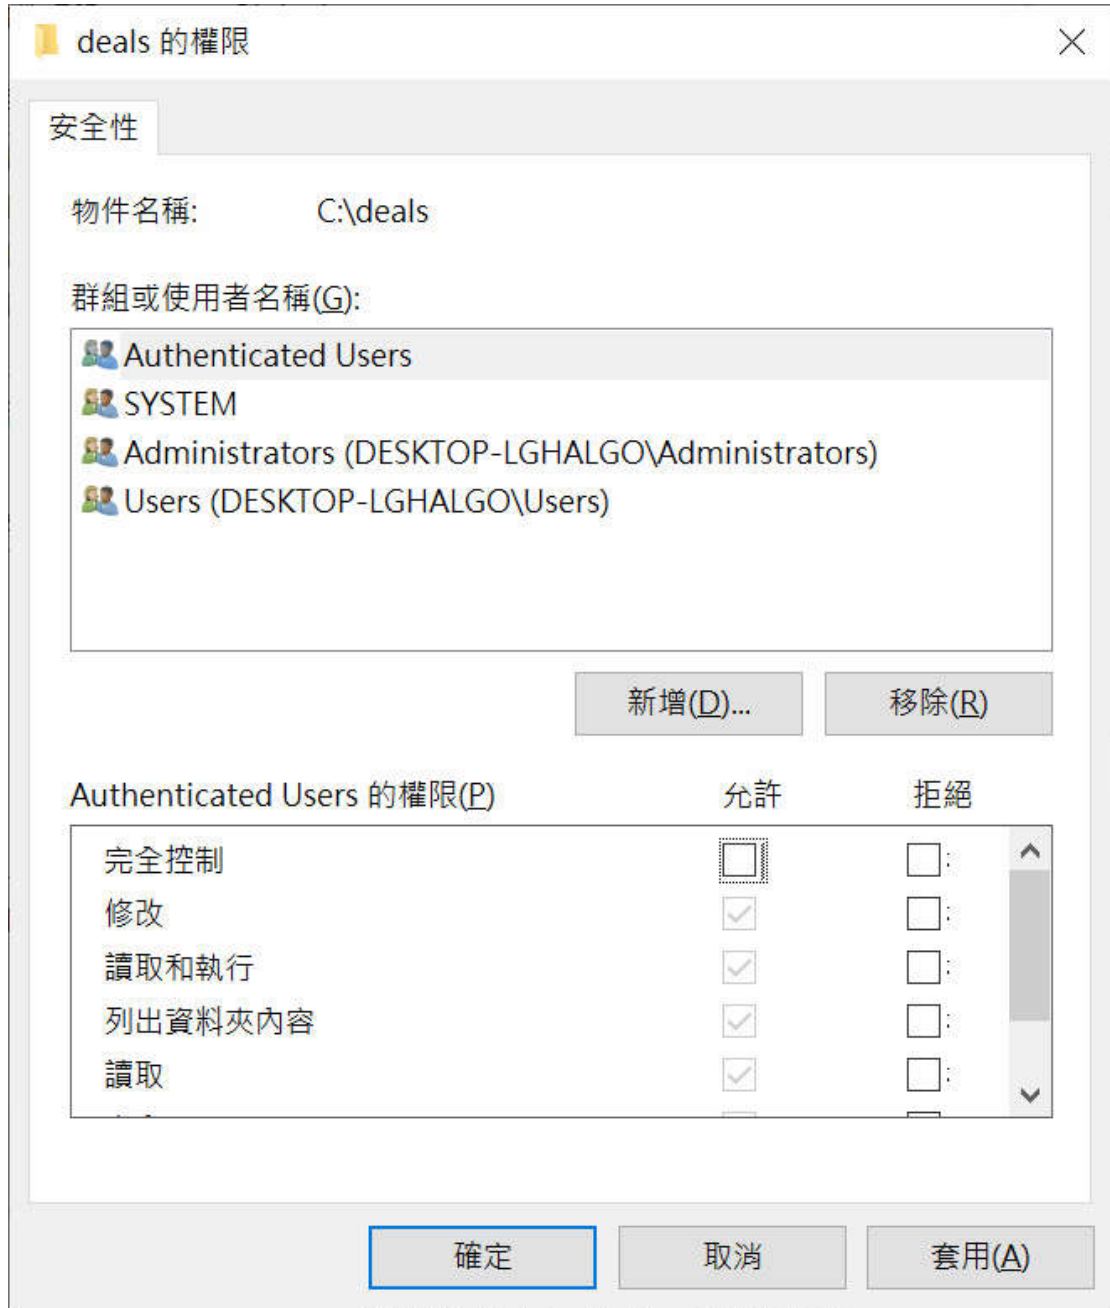 deals 的權限
安全性
物件名稱: C:\deals
群組或使用者名稱(G):
Authenticated Users
SYSTEM
Administrators (DESKTOP-LGHALGO\Administrators)
Users (DESKTOP-LGHALGO\Users)
新增(D)... 移除(R)
Authenticated Users 的權限(P) 允許 拒絕
完全控制
修改
讀取和執行
列出資料夾內容
讀取
確定 取消 套用(A)